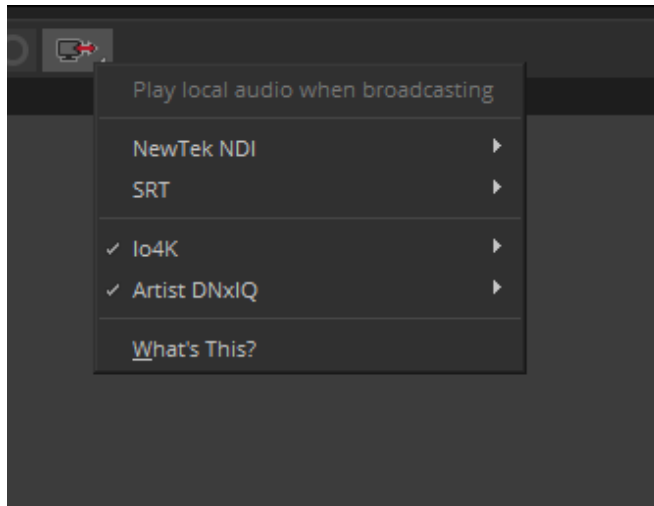 Play local audio when broadcasting
NewTek NDI
SRT
Io4K
Artist DNxIQ
What's This?